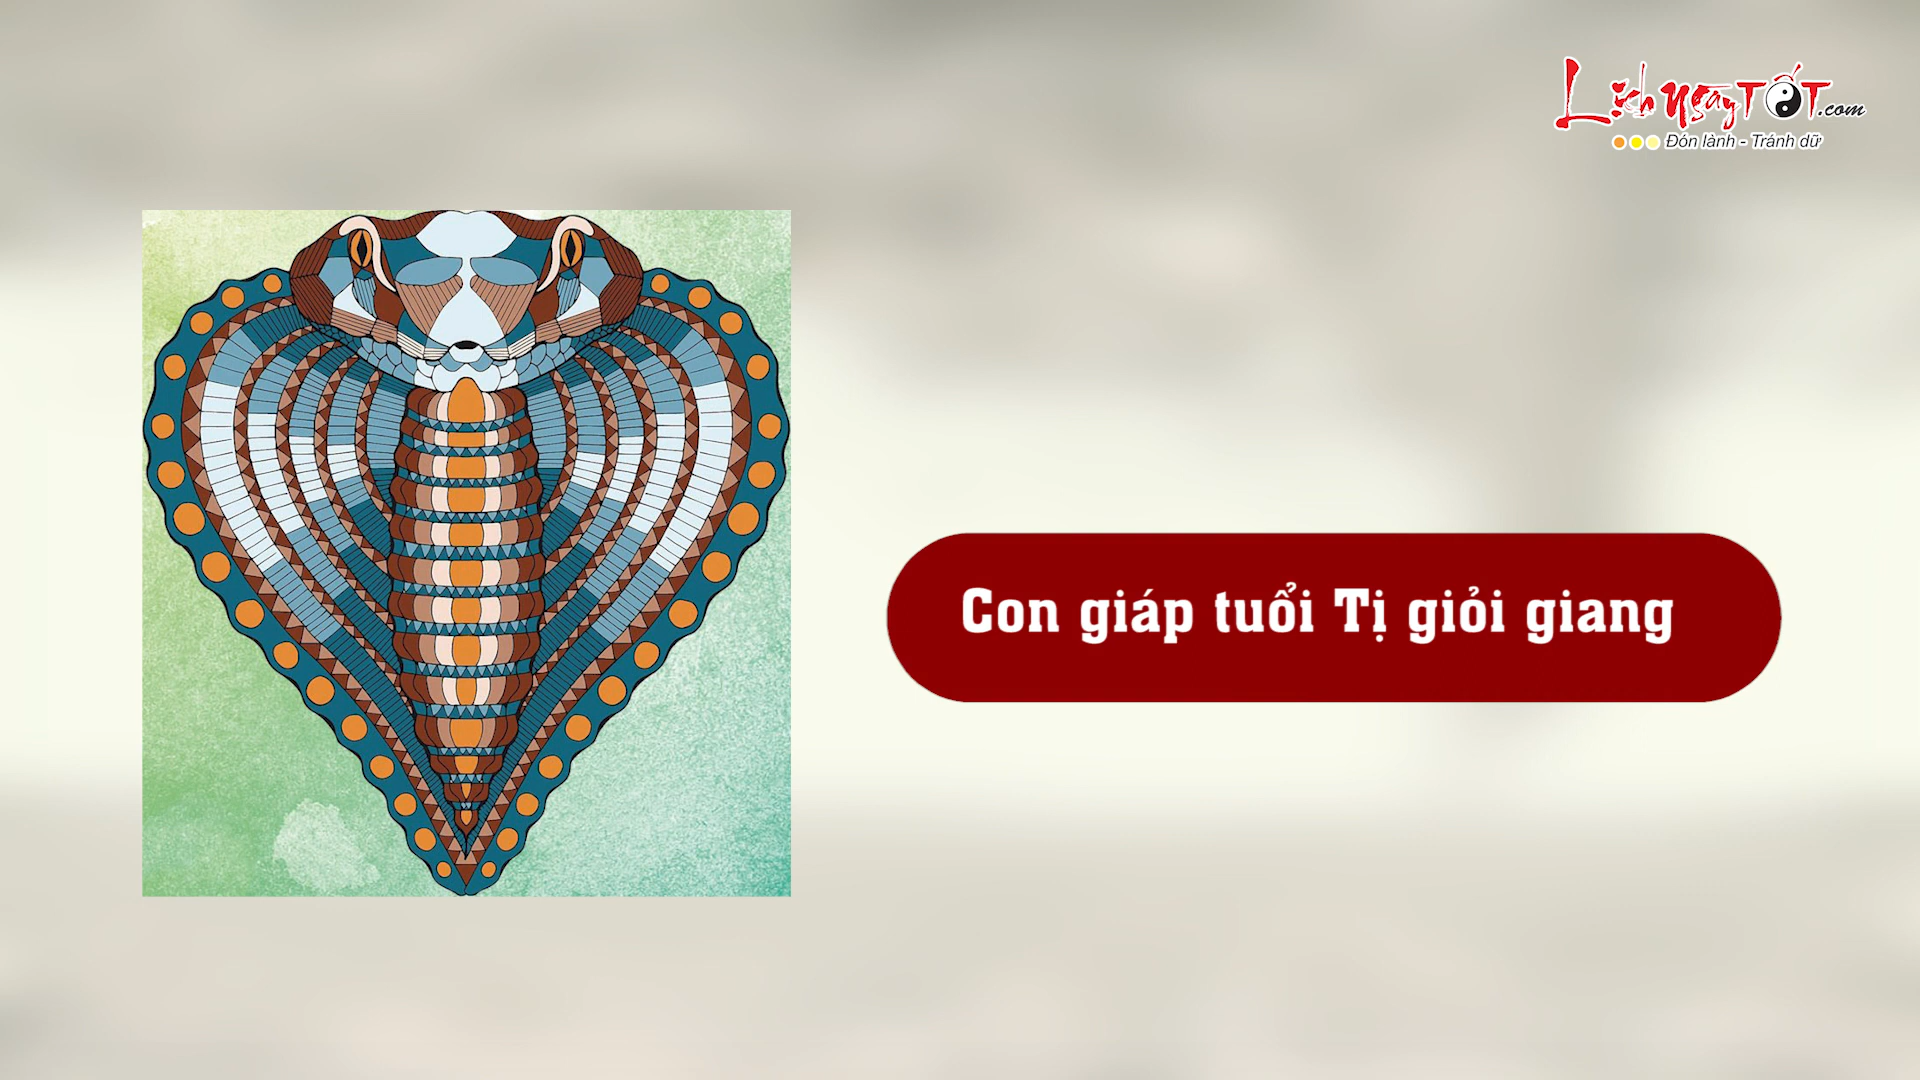 LịchNgàyTỐT.com
Đón lành - Tránh dữ
Con giáp tuổi Tị giỏi giang